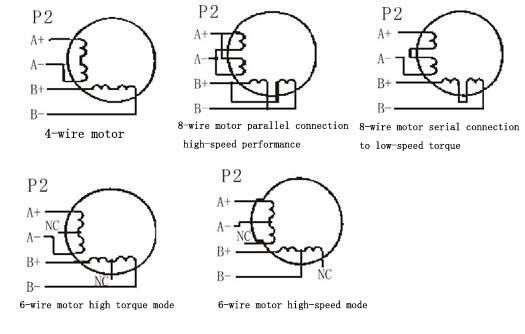 P2
A+
A-
B+
B-
4-wire motor
P2
A+
A-
B+
B-
8-wire motor parallel connection
high-speed performance
P2
A+
A-
B+
B-
8-wire motor serial connection
to low-speed torque
P2
A+
NC
A-
B+
NC
B-
6-wire motor high torque mode
P2
A+
A-
NC
B+
NC
B-
6-wire motor high-speed mode